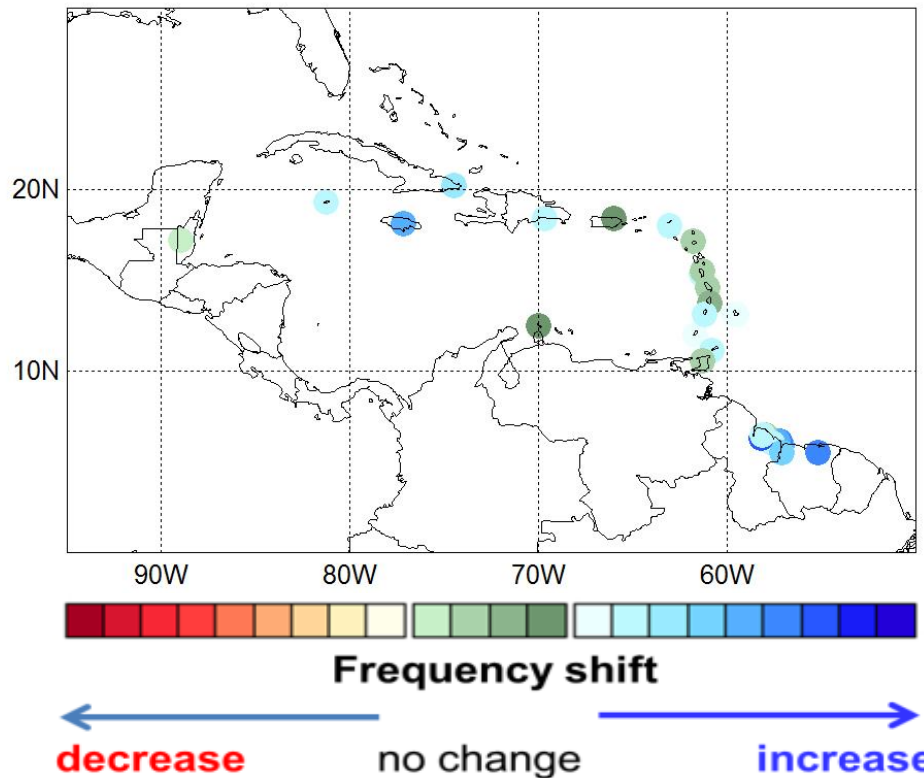 20N
10N
90W 80W 70W 60W
Frequency shift
decrease no change increase